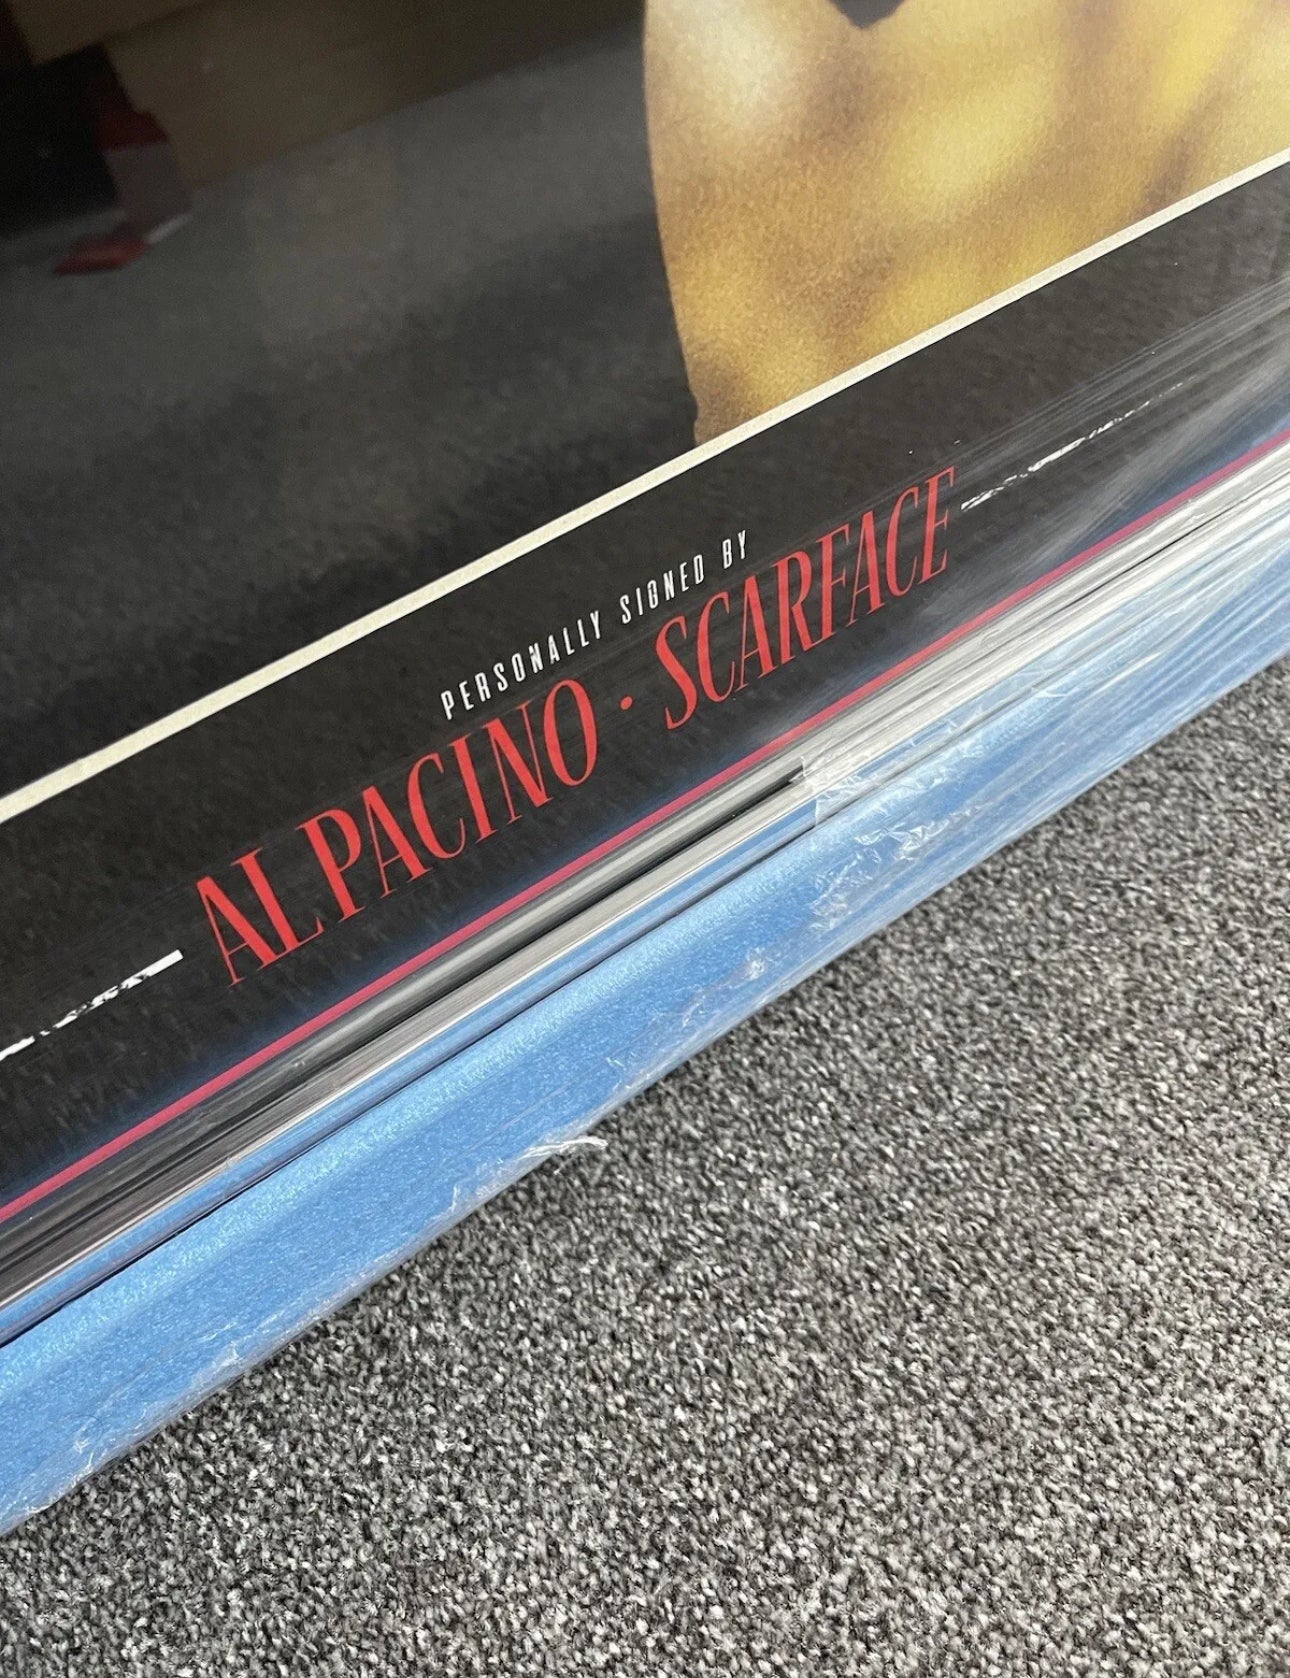 PERSONALLY SIGNED BY
AL PACINO · SCARFACE